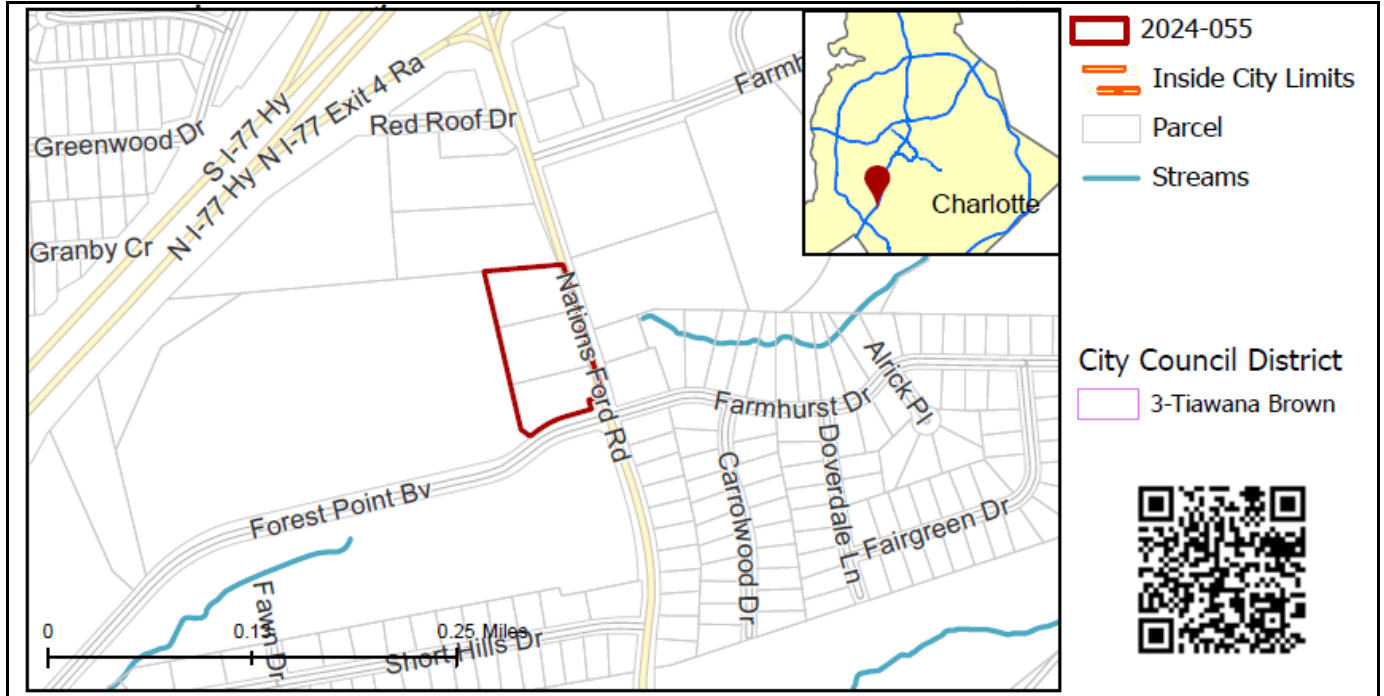 2024-055
Inside City Limits
Parcel
Streams
City Council District
3-Tiawana Brown
Charlotte
Greenwood Dr
S I-77 Hy
N I-77 Hy
N I-77 Exit 4 Ra
Red Roof Dr
Farmh
Granby Cr
Nations Ford Rd
Alrick Pl
Farmhurst Dr
Carrolwood Dr
Doverdale Ln
Fairgreen Dr
Forest Point Bv
Fawn Dr
Short Hills Dr
0 0.13 0.25 Miles